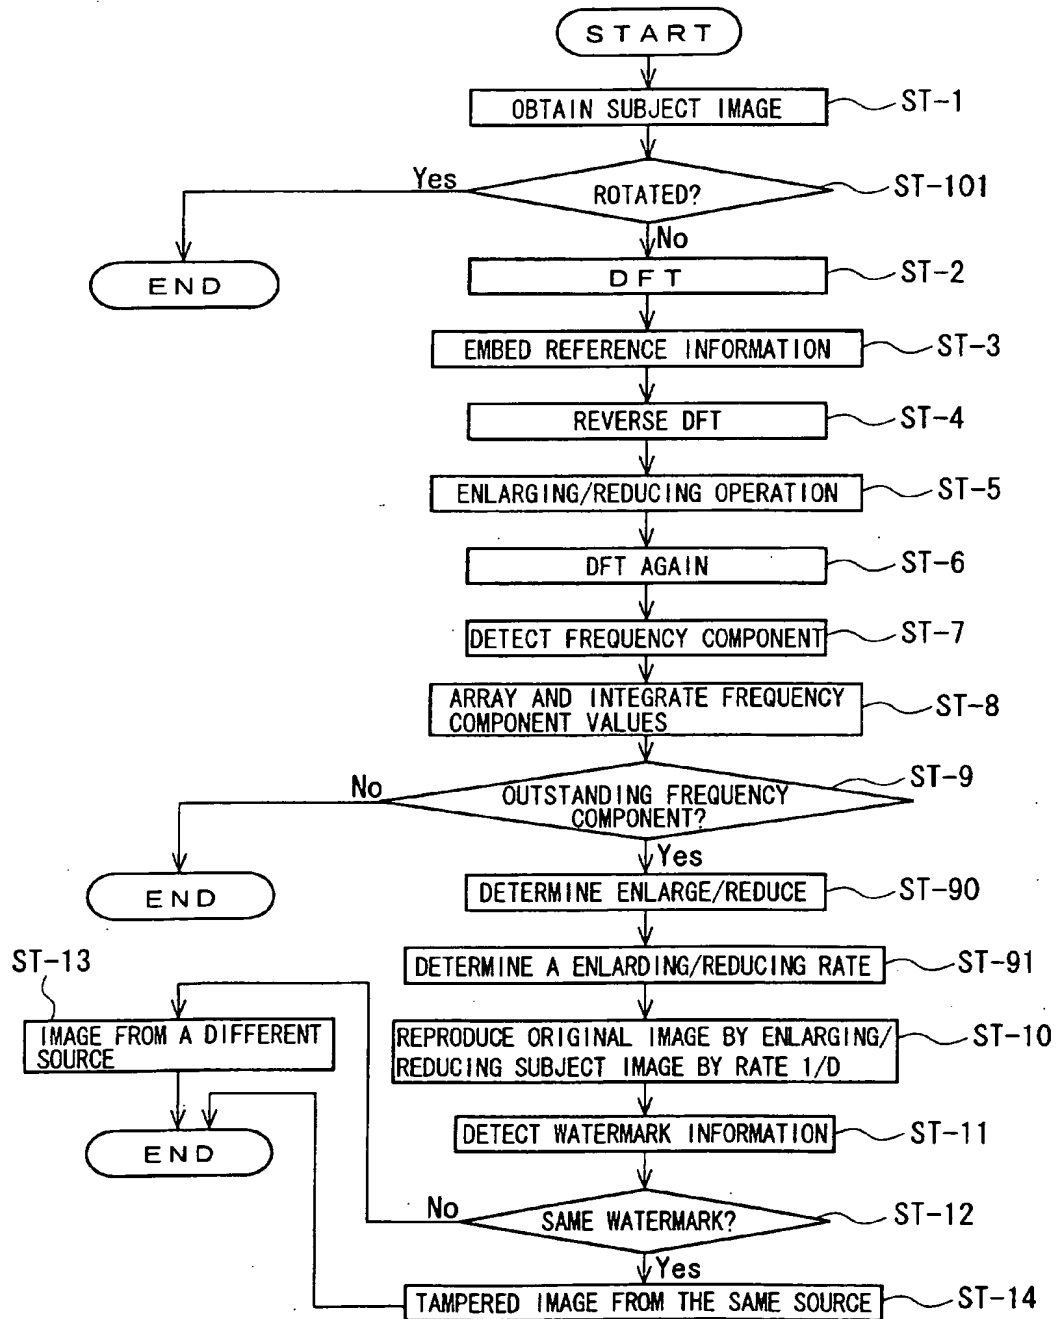 START
OBTAIN SUBJECT IMAGE
ST-1
Yes
ROTATED?
ST-101
No
END
DFT
ST-2
EMBED REFERENCE INFORMATION
ST-3
REVERSE DFT
ST-4
ENLARGING/REDUCING OPERATION
ST-5
DFT AGAIN
ST-6
DETECT FREQUENCY COMPONENT
ST-7
ARRAY AND INTEGRATE FREQUENCY
COMPONENT VALUES
ST-8
No
OUTSTANDING FREQUENCY
COMPONENT?
ST-9
Yes
END
DETERMINE ENLARGE/REDUCE
ST-90
ST-13
DETERMINE A ENLARDING/REDUCING RATE
ST-91
IMAGE FROM A DIFFERENT
SOURCE
REPRODUCE ORIGINAL IMAGE BY ENLARGING/
REDUCING SUBJECT IMAGE BY RATE 1/D
ST-10
END
DETECT WATERMARK INFORMATION
ST-11
No
SAME WATERMARK?
ST-12
Yes
TAMPERED IMAGE FROM THE SAME SOURCE
ST-14